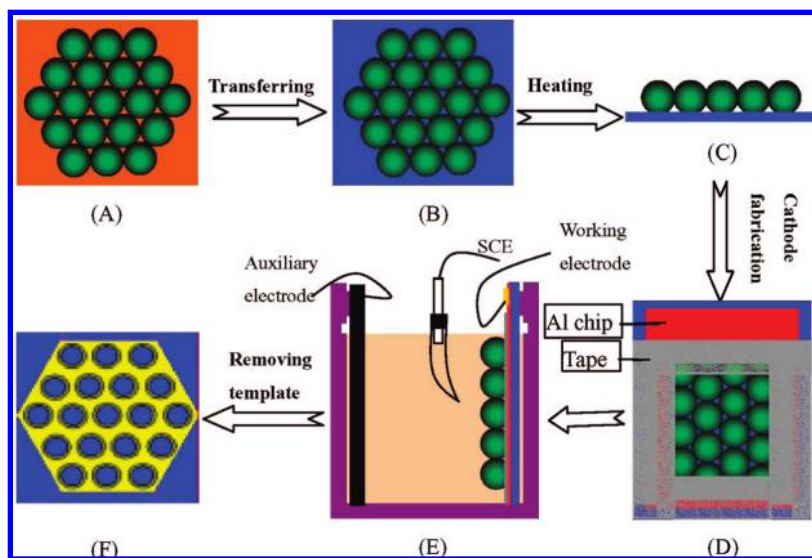 Transferring
Heating
(A)
(B)
(C)
Cathode
fabrication
Auxiliary
electrode
SCE
Working
electrode
Al chip
Tape
Removing
template
(F)
(E)
(D)